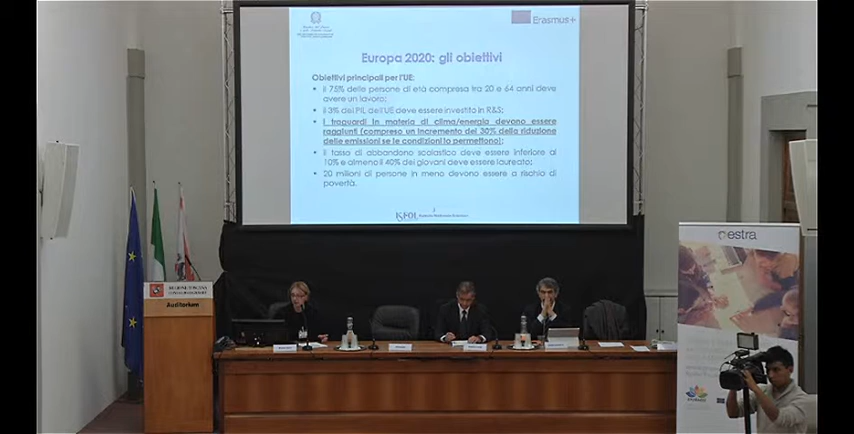 Erasmus+
Europa 2020: gli obiettivi
Obiettivi principali per l'UE:
• il 75% delle persone di età compresa tra 20 e 64 anni deve
avere un lavoro;
• il 3% del PIL dell'UE deve essere investito in R&S;
• i traguardi in materia di clima/energia devono essere
raggiunti (compreso un incremento del 30% della riduzione
delle emissioni se le condizioni lo permettono);
• il tasso di abbandono scolastico deve essere inferiore al
10% e almeno il 40% dei giovani deve essere laureato;
• 20 milioni di persone in meno devono essere a rischio di
povertà.
ISFOL
estra
REGIONE TOSCANA
Auditorium